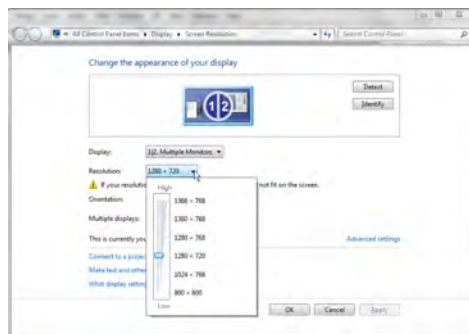 All Control Panel Items ▸ Display ▸ Screen Resolution
Search Control Panel
Change the appearance of your display
1|2
Detect
Identify
Display: 1|2. Multiple Monitors
Resolution: 1280 × 720
If your resolutio
not fit on the screen.
High
Orientation:
1366 × 768
Multiple displays:
1360 × 768
1280 × 768
This is currently you
Advanced settings
1280 × 720
Connect to a projec
Make text and other
1024 × 768
What display setting
800 × 600
Low
OK Cancel Apply